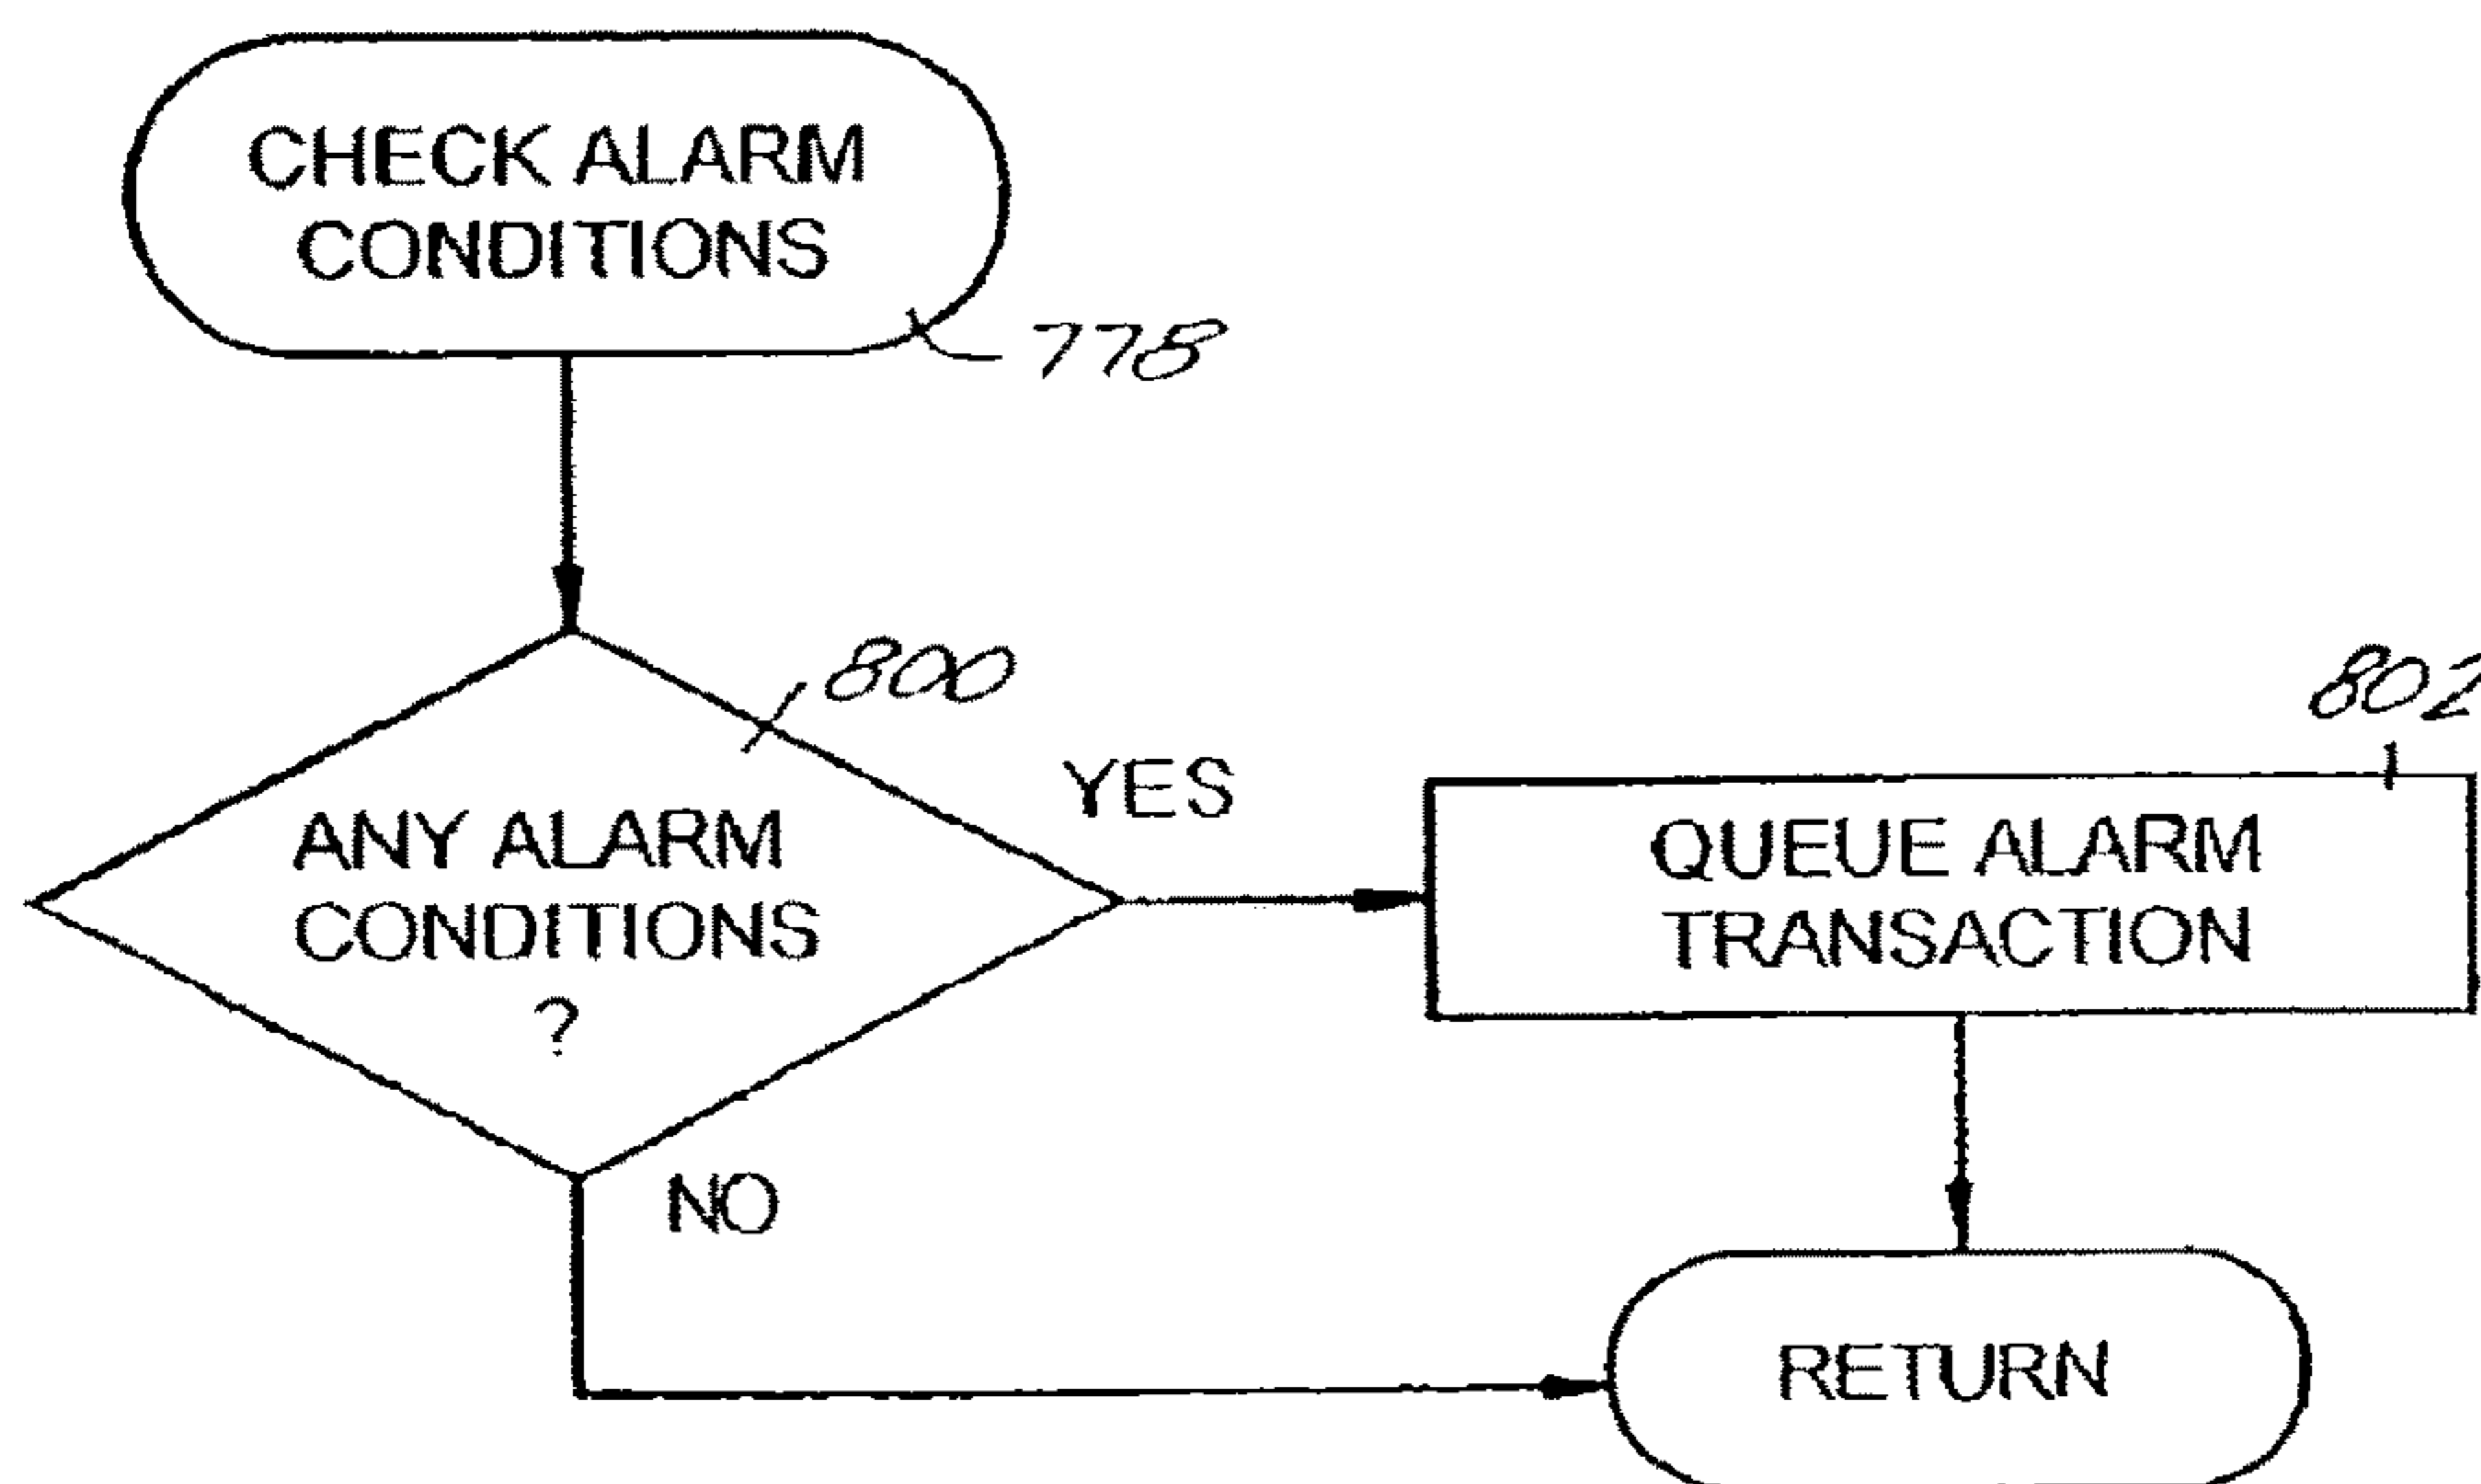 CHECK ALARM
CONDITIONS
778
800
YES
802
ANY ALARM
CONDITIONS
?
QUEUE ALARM
TRANSACTION
NO
RETURN